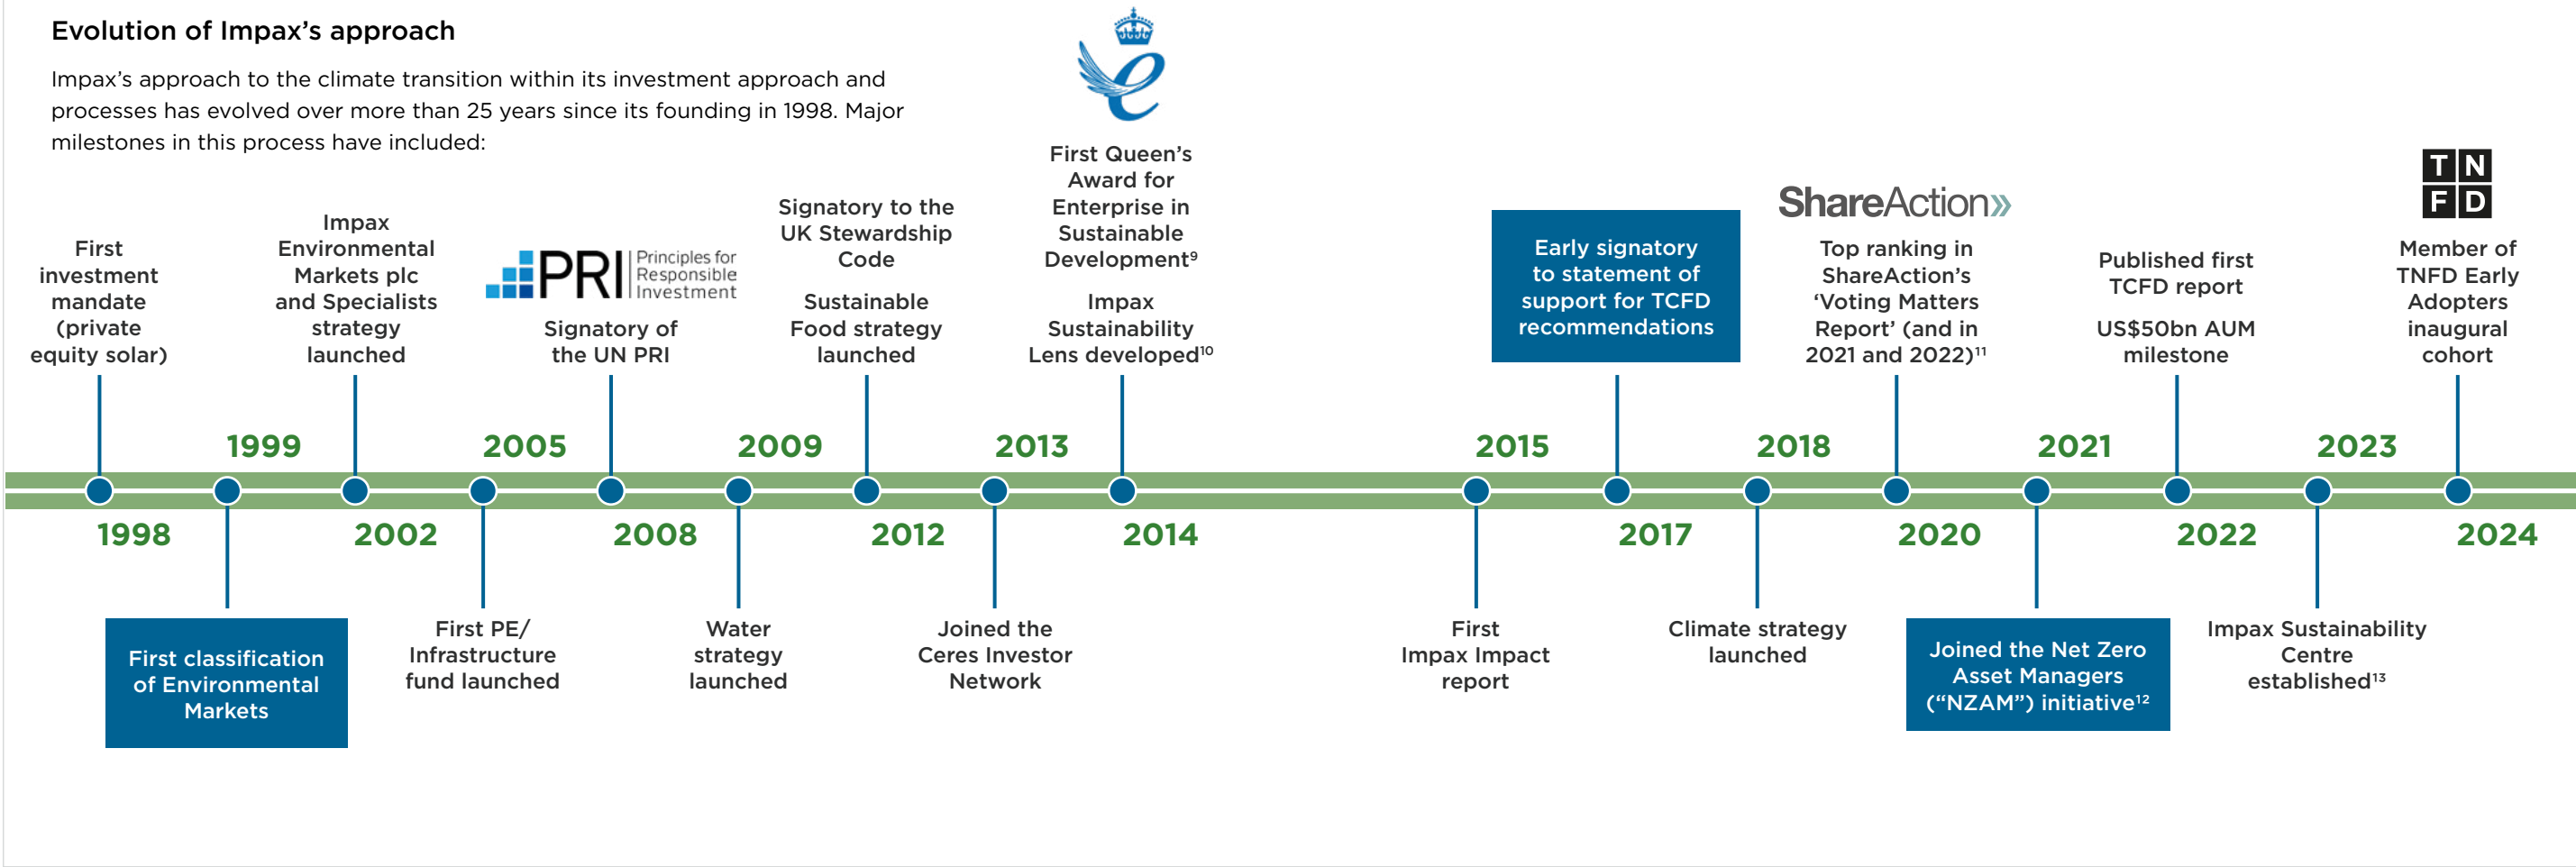 Evolution of Impax’s approach
Impax’s approach to the climate transition within its investment approach and
processes has evolved over more than 25 years since its founding in 1998. Major
milestones in this process have included:
First
investment
mandate
(private
equity solar)
1998
1999
First classification
of Environmental
Markets
Impax
Environmental
Markets plc
and Specialists
strategy
launched
2002
2005
First PE/
Infrastructure
fund launched
PRI
Principles for
Responsible
Investment
Signatory of
the UN PRI
2008
2009
Water
strategy
launched
Signatory to the
UK Stewardship
Code
Sustainable
Food strategy
launched
2012
2013
Joined the
Ceres Investor
Network
e
First Queen’s
Award for
Enterprise in
Sustainable
Development⁹
Impax
Sustainability
Lens developed¹⁰
2014
2015
First
Impax Impact
report
Early signatory
to statement of
support for TCFD
recommendations
2017
2018
Climate strategy
launched
ShareAction»
Top ranking in
ShareAction’s
‘Voting Matters
Report’ (and in
2021 and 2022)¹¹
2020
2021
Joined the Net Zero
Asset Managers
(“NZAM”) initiative¹²
Published first
TCFD report
US$50bn AUM
milestone
2022
2023
Impax Sustainability
Centre
established¹³
TN
FD
Member of
TNFD Early
Adopters
inaugural
cohort
2024